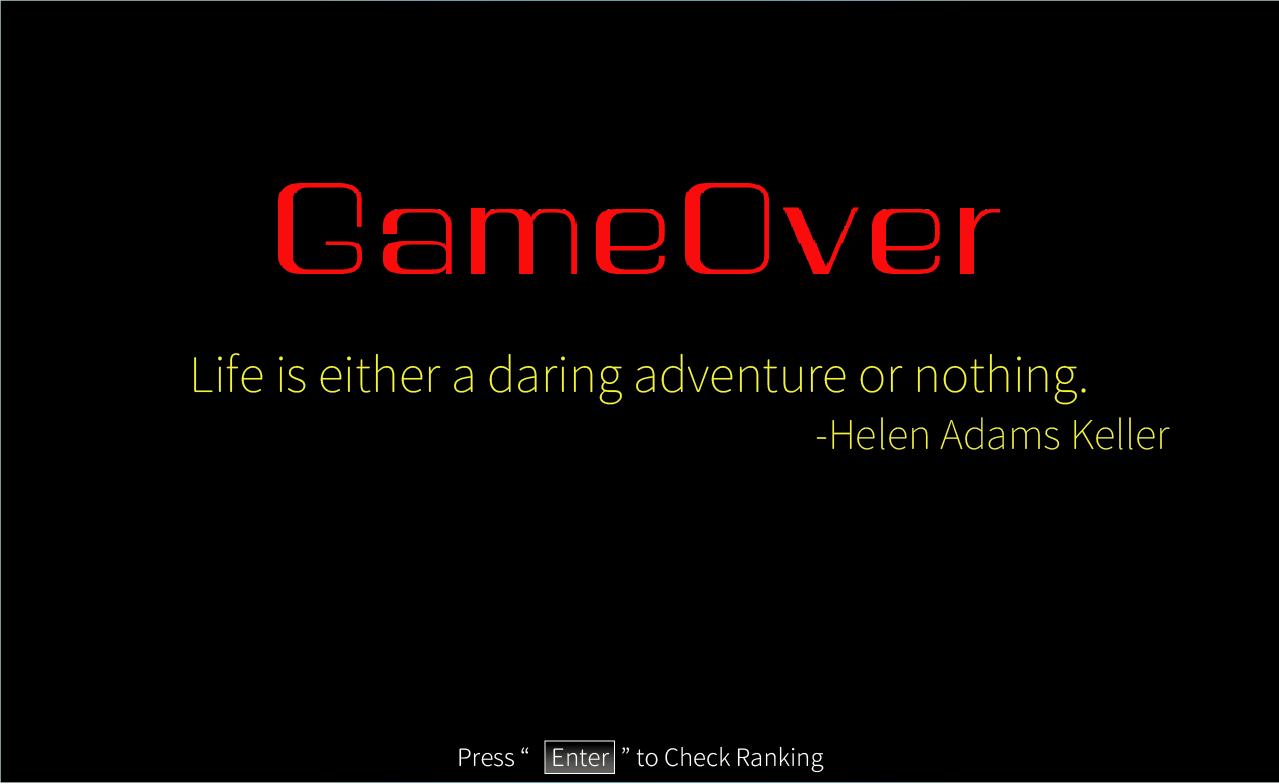 GameOver
Life is either a daring adventure or nothing.
-Helen Adams Keller
Press “ Enter ” to Check Ranking